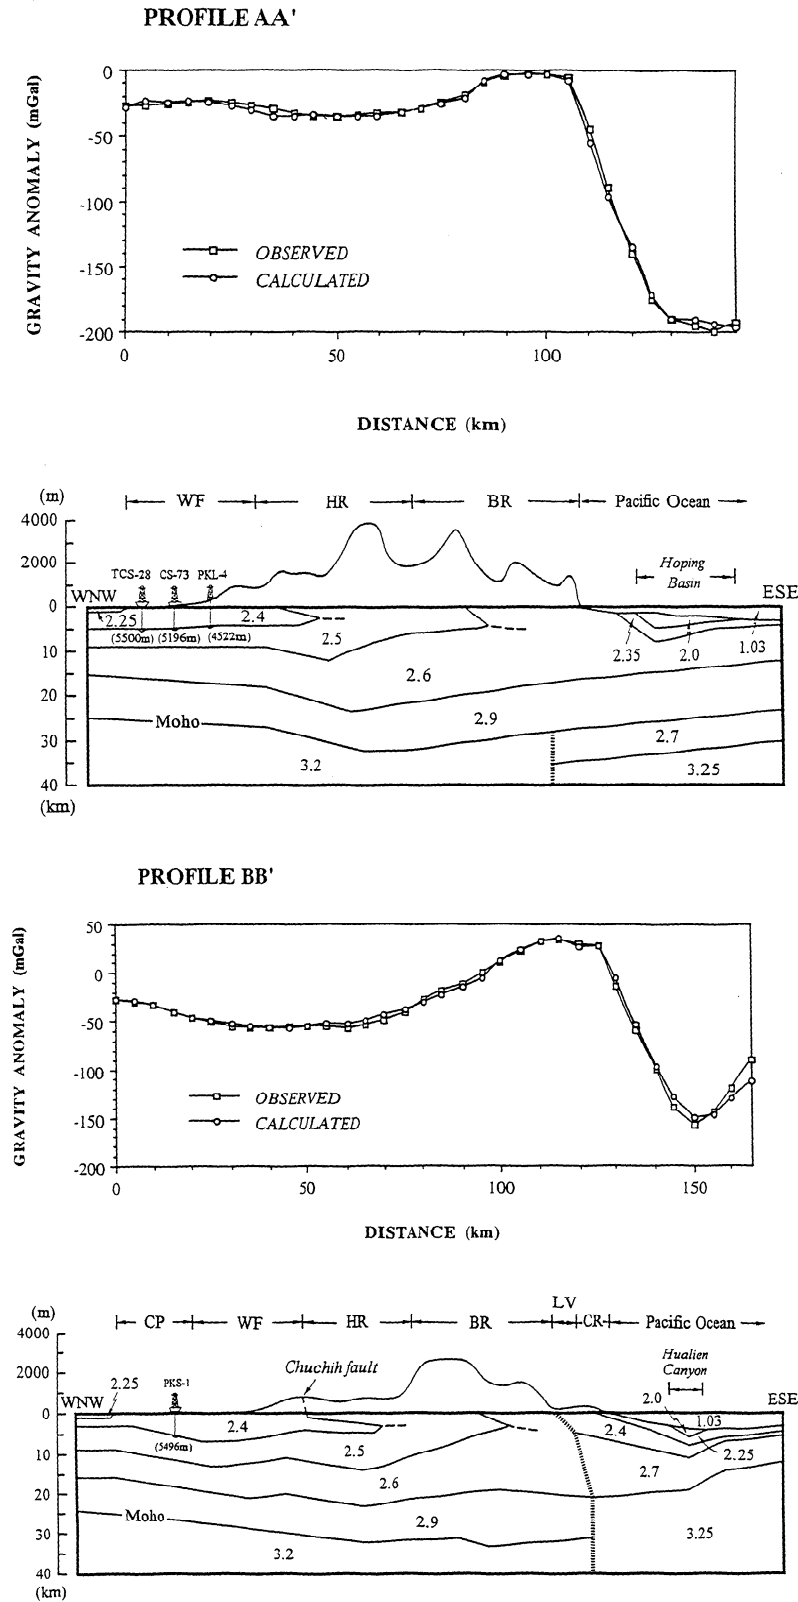 PROFILE AA'
GRAVITY ANOMALY (mGal)
0
-50
-100
-150
-200
OBSERVED
CALCULATED
0 50 100
DISTANCE (km)
(m) WF HR BR Pacific Ocean
4000
2000
0
TCS-28 CS-73 PKL-4
Hoping
Basin
WNW ESE
2.25 2.4
(5500m) (5196m) (4522m)
2.5
2.35 2.0 1.03
10
2.6
20
Moho 2.9
2.7
30
3.2 3.25
40
(km)
PROFILE BB'
GRAVITY ANOMALY (mGal)
50
0
-50
-100
-150
-200
OBSERVED
CALCULATED
0 50 100 150
DISTANCE (km)
LV
(m) CP WF HR BR CR Pacific Ocean
4000
2000
0
Chuchih fault
Hualien
Canyon
2.25 PKS-1
WNW ESE
2.0 1.03
2.4 2.4
(5496m)
2.5 2.25
10
2.7
2.6
20
Moho 2.9
3.25
30
3.2
40
(km)